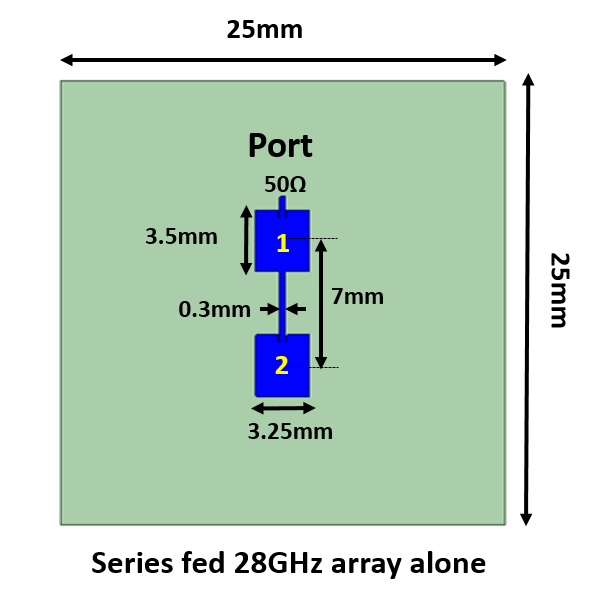 25mm
Port
50Ω
3.5mm
1
7mm
0.3mm
2
3.25mm
25mm
Series fed 28GHz array alone